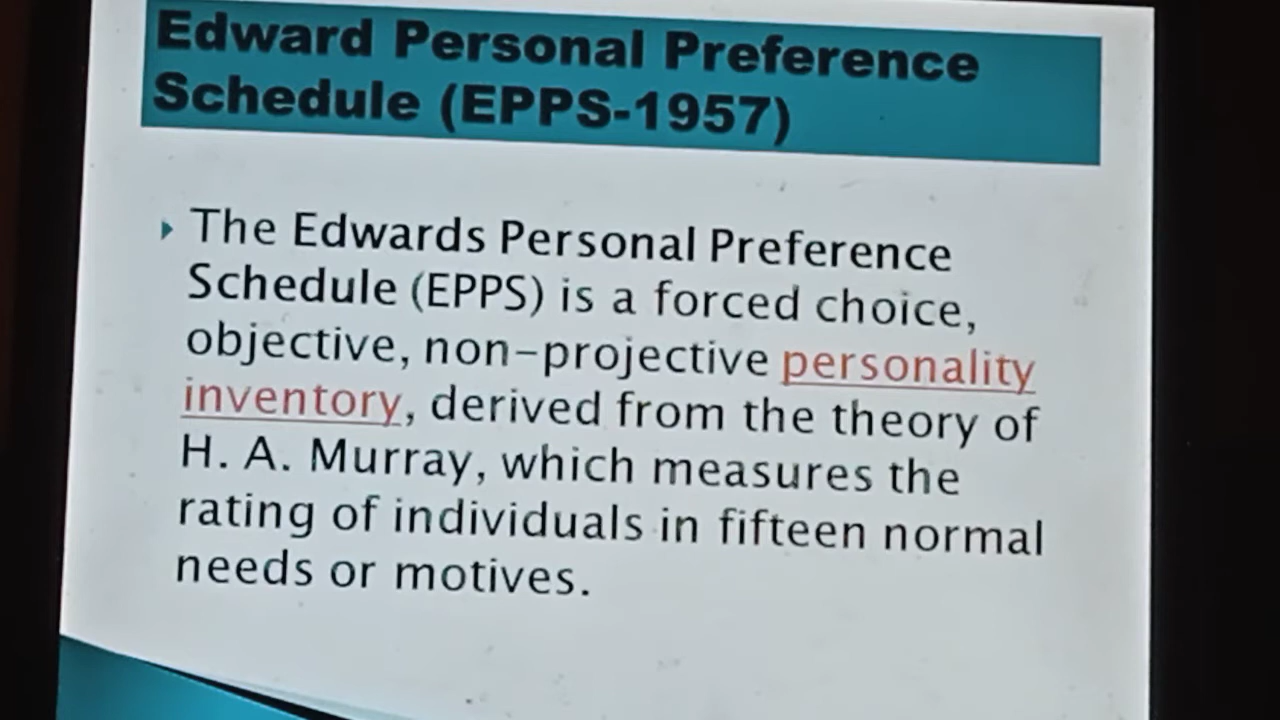 Edward Personal Preference
Schedule (EPPS-1957)
The Edwards Personal Preference
Schedule (EPPS) is a forced choice,
objective, non-projective personality
inventory, derived from the theory of
H. A. Murray, which measures the
rating of individuals in fifteen normal
needs or motives.